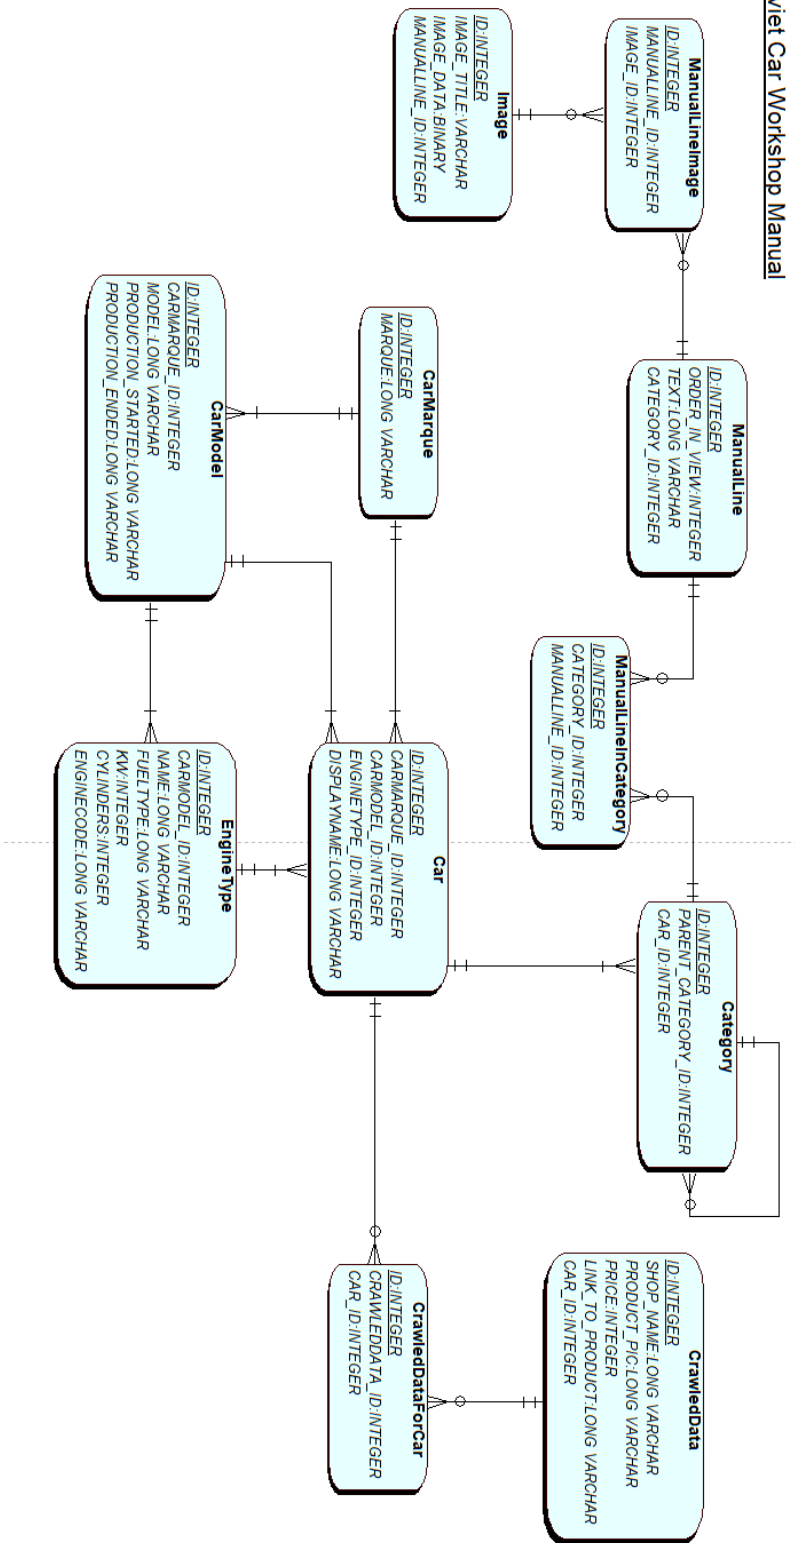 viet Car Workshop Manual
ManualLineImage
ID:INTEGER
MANUALLINE_ID:INTEGER
IMAGE_ID:INTEGER
Image
ID:INTEGER
IMAGE_TITLE:VARCHAR
IMAGE_DATA:BINARY
MANUALLINE_ID:INTEGER
ManualLine
ID:INTEGER
ORDER_IN_VIEW:INTEGER
TEXT:LONG VARCHAR
CATEGORY_ID:INTEGER
CarMarque
ID:INTEGER
MARQUE:LONG VARCHAR
CarModel
ID:INTEGER
CARMARQUE_ID:INTEGER
MODEL:LONG VARCHAR
PRODUCTION_STARTED:LONG VARCHAR
PRODUCTION_ENDED:LONG VARCHAR
ManualLineInCategory
ID:INTEGER
CATEGORY_ID:INTEGER
MANUALLINE_ID:INTEGER
Car
ID:INTEGER
CARMARQUE_ID:INTEGER
CARMODEL_ID:INTEGER
ENGINETYPE_ID:INTEGER
DISPLAYNAME:LONG VARCHAR
EngineType
ID:INTEGER
CARMODEL_ID:INTEGER
NAME:LONG VARCHAR
FUELTYPE:LONG VARCHAR
KW:INTEGER
CYLINDERS:INTEGER
ENGINECODE:LONG VARCHAR
Category
ID:INTEGER
PARENT_CATEGORY_ID:INTEGER
CAR_ID:INTEGER
CrawledData
ID:INTEGER
SHOP_NAME:LONG VARCHAR
PRODUCT_PIC:LONG VARCHAR
PRICE:INTEGER
LINK_TO_PRODUCT:LONG VARCHAR
CAR_ID:INTEGER
CrawledDataForCar
ID:INTEGER
CRAWLEDDATA_ID:INTEGER
CAR_ID:INTEGER